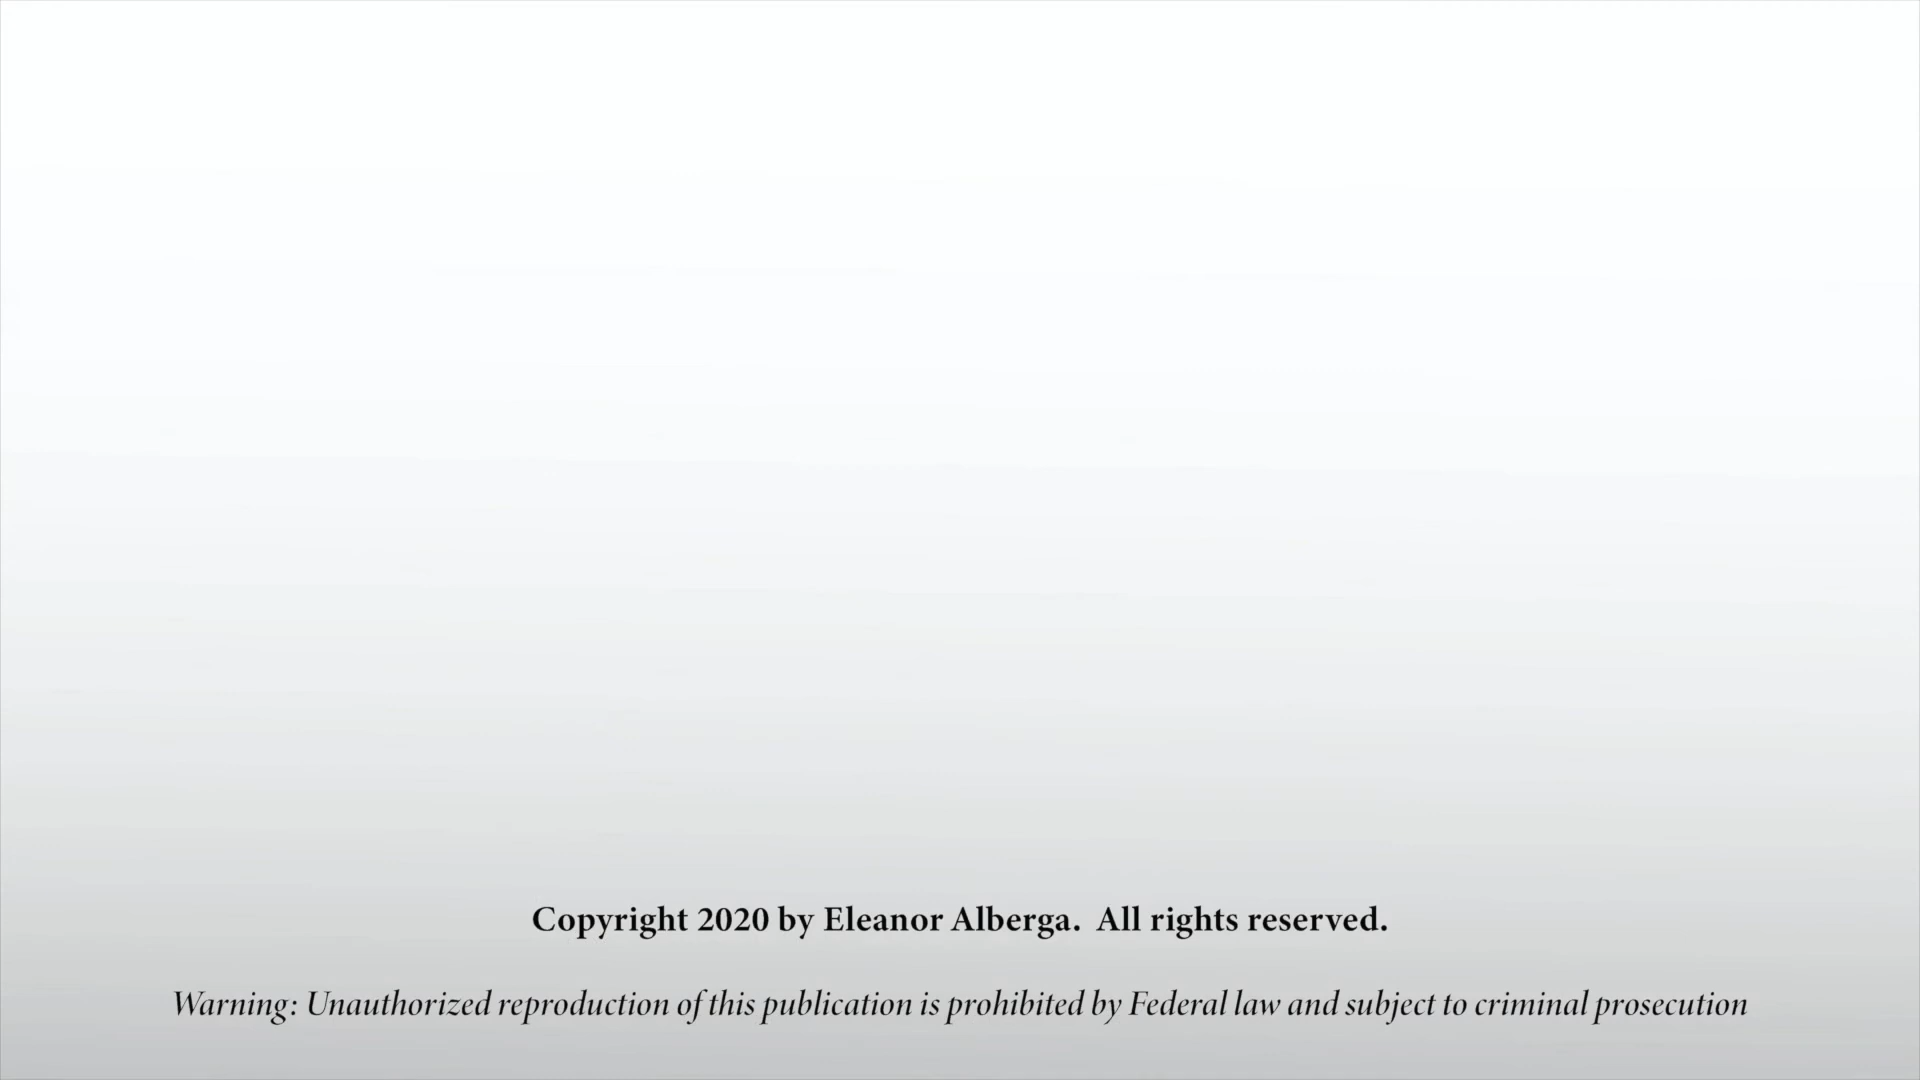 Copyright 2020 by Eleanor Alberga.  All rights reserved.
Warning: Unauthorized reproduction of this publication is prohibited by Federal law and subject to criminal prosecution